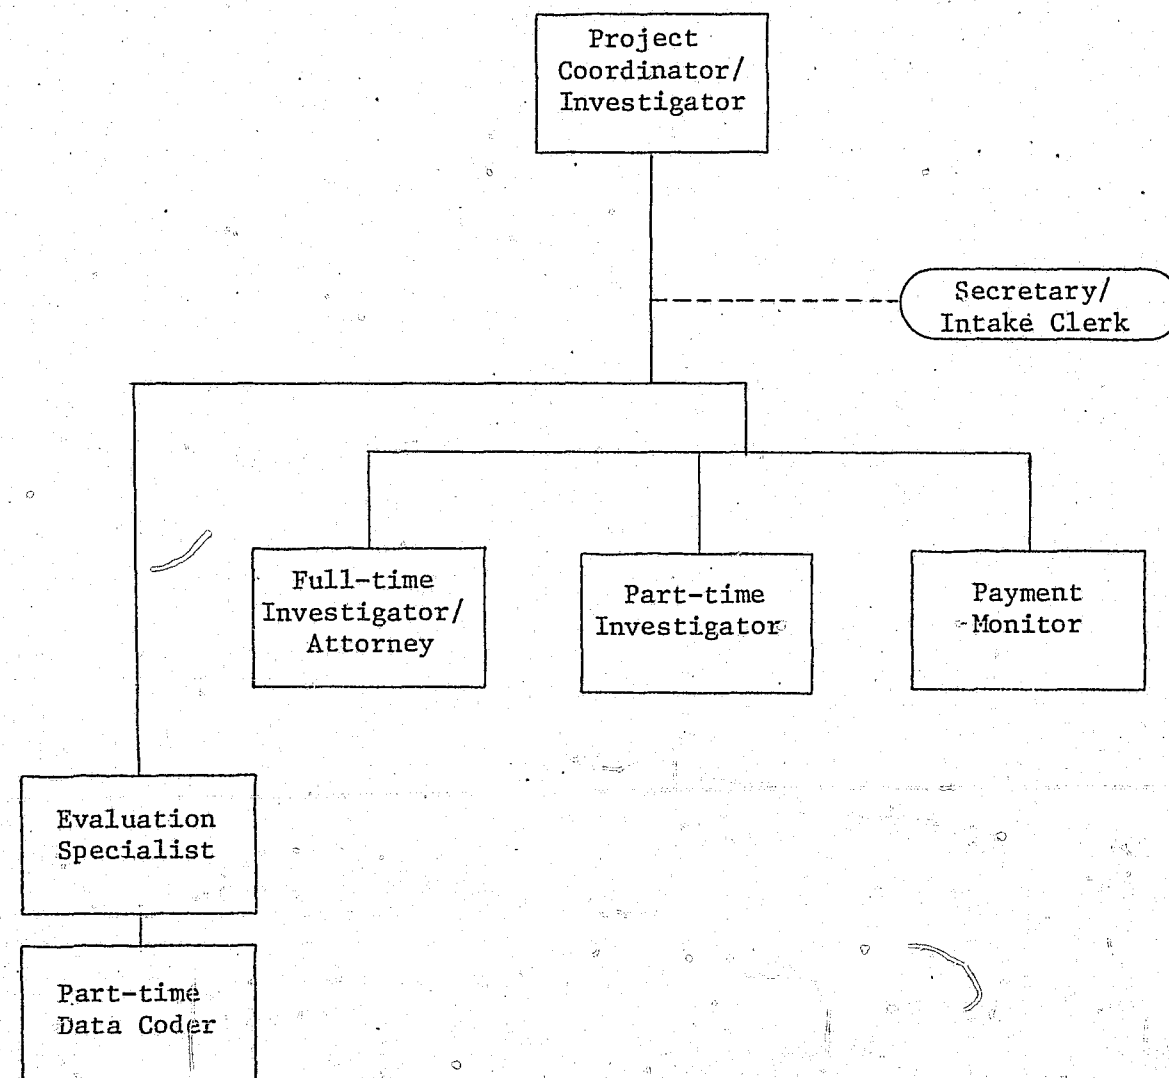 Project
Coordinator/
Investigator
Secretary/
Intake Clerk
Full-time
Investigator/
Attorney
Part-time
Investigator
Payment
Monitor
Evaluation
Specialist
Part-time
Data Coder